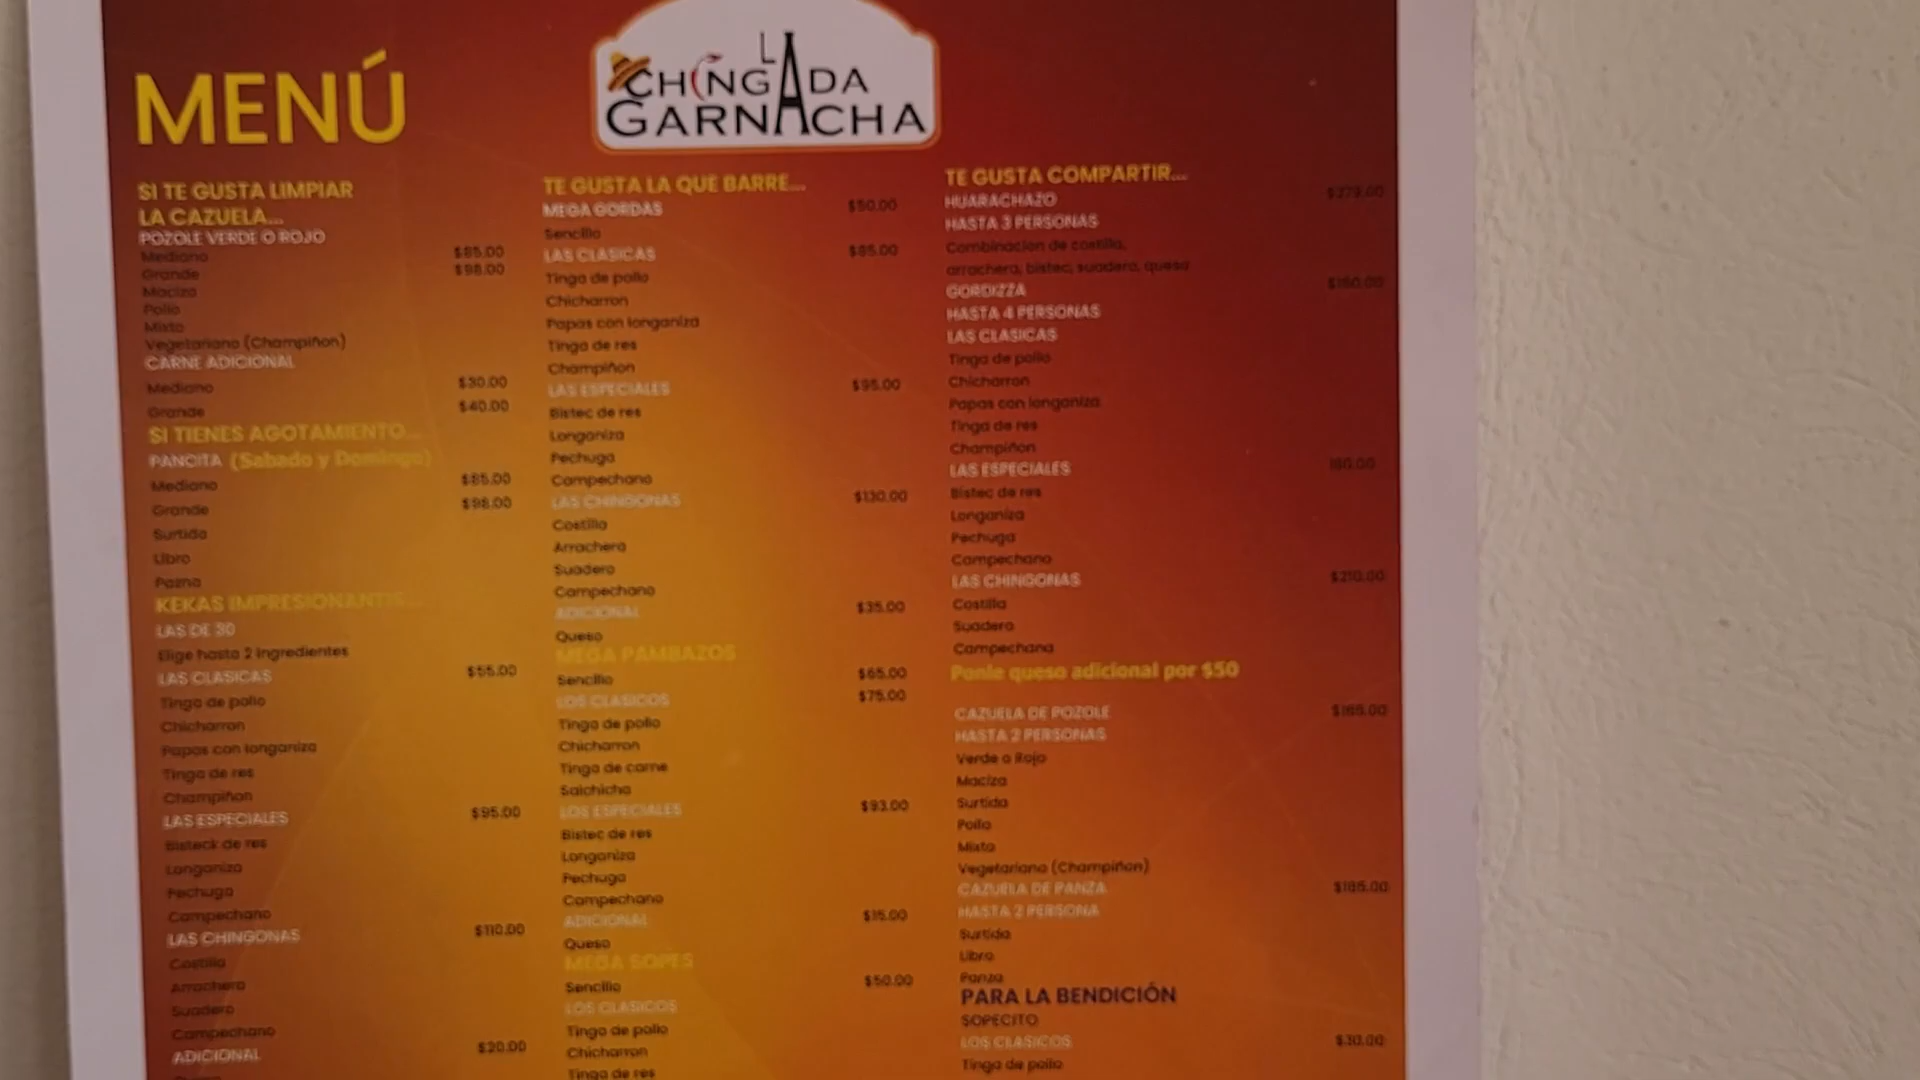 MENÚ
LA
CHINGADA
GARNACHA
SI TE GUSTA LIMPIAR
LA CAZUELA...
POZOLE VERDE O ROJO
Mediano $85.00
Grande $98.00
Maciza
Pollo
Mixto
Vegetariano (Champiñon)
CARNE ADICIONAL
Mediano $30.00
Grande $40.00
SI TIENES AGOTAMIENTO...
PANCITA (Sabado y Domingo)
Mediano $85.00
Grande $98.00
Surtida
Libro
Pazna
KEKAS IMPRESIONANTES...
LAS DE 30
Elige hasta 2 ingredientes
LAS CLASICAS $55.00
Tinga de pollo
Chicharron
Papas con longaniza
Tinga de res
Champiñon
LAS ESPECIALES $95.00
Bisteck de res
Longaniza
Pechuga
Campechano
LAS CHINGONAS $110.00
Costilla
Arrachera
Suadero
Campechano
ADICIONAL $20.00
TE GUSTA LA QUE BARRE...
MEGA GORDAS $50.00
Sencillo
LAS CLASICAS $85.00
Tinga de pollo
Chicharron
Papas con longaniza
Tinga de res
Champiñon
LAS ESPECIALES $95.00
Bistec de res
Longaniza
Pechuga
Campechano
LAS CHINGONAS $130.00
Costilla
Arrachera
Suadero
Campechano
ADICIONAL $35.00
Queso
MEGA PAMBAZOS
Sencillo $65.00
LOS CLASICOS $75.00
Tinga de pollo
Chicharron
Tinga de carne
Salchicha
LOS ESPECIALES $93.00
Bistec de res
Longaniza
Pechuga
Campechano
ADICIONAL $15.00
Queso
MEGA SOPES
Sencillo $50.00
LOS CLASICOS
Tinga de pollo
Chicharron
Tinga de res
TE GUSTA COMPARTIR...
HUARACHAZO
HASTA 3 PERSONAS
Combinacion de costilla,
arrachera, bistec, suadero, queso
GORDIZZA
HASTA 4 PERSONAS
LAS CLASICAS
Tinga de pollo
Chicharron
Papas con longaniza
Tinga de res
Champiñon
LAS ESPECIALES
Bistec de res
Longaniza
Pechuga
Campechano
LAS CHINGONAS $210.00
Costilla
Suadero
Campechana
Ponle queso adicional por $50
CAZUELA DE POZOLE
HASTA 2 PERSONAS
Verde o Rojo
Maciza
Surtida
Pollo
Mixto
Vegetariano (Champiñon)
CAZUELA DE PANZA
HASTA 2 PERSONA
Surtida
Libro
Panza
PARA LA BENDICIÓN
SOPECITO
LOS CLASICOS $30.00
Tinga de pollo